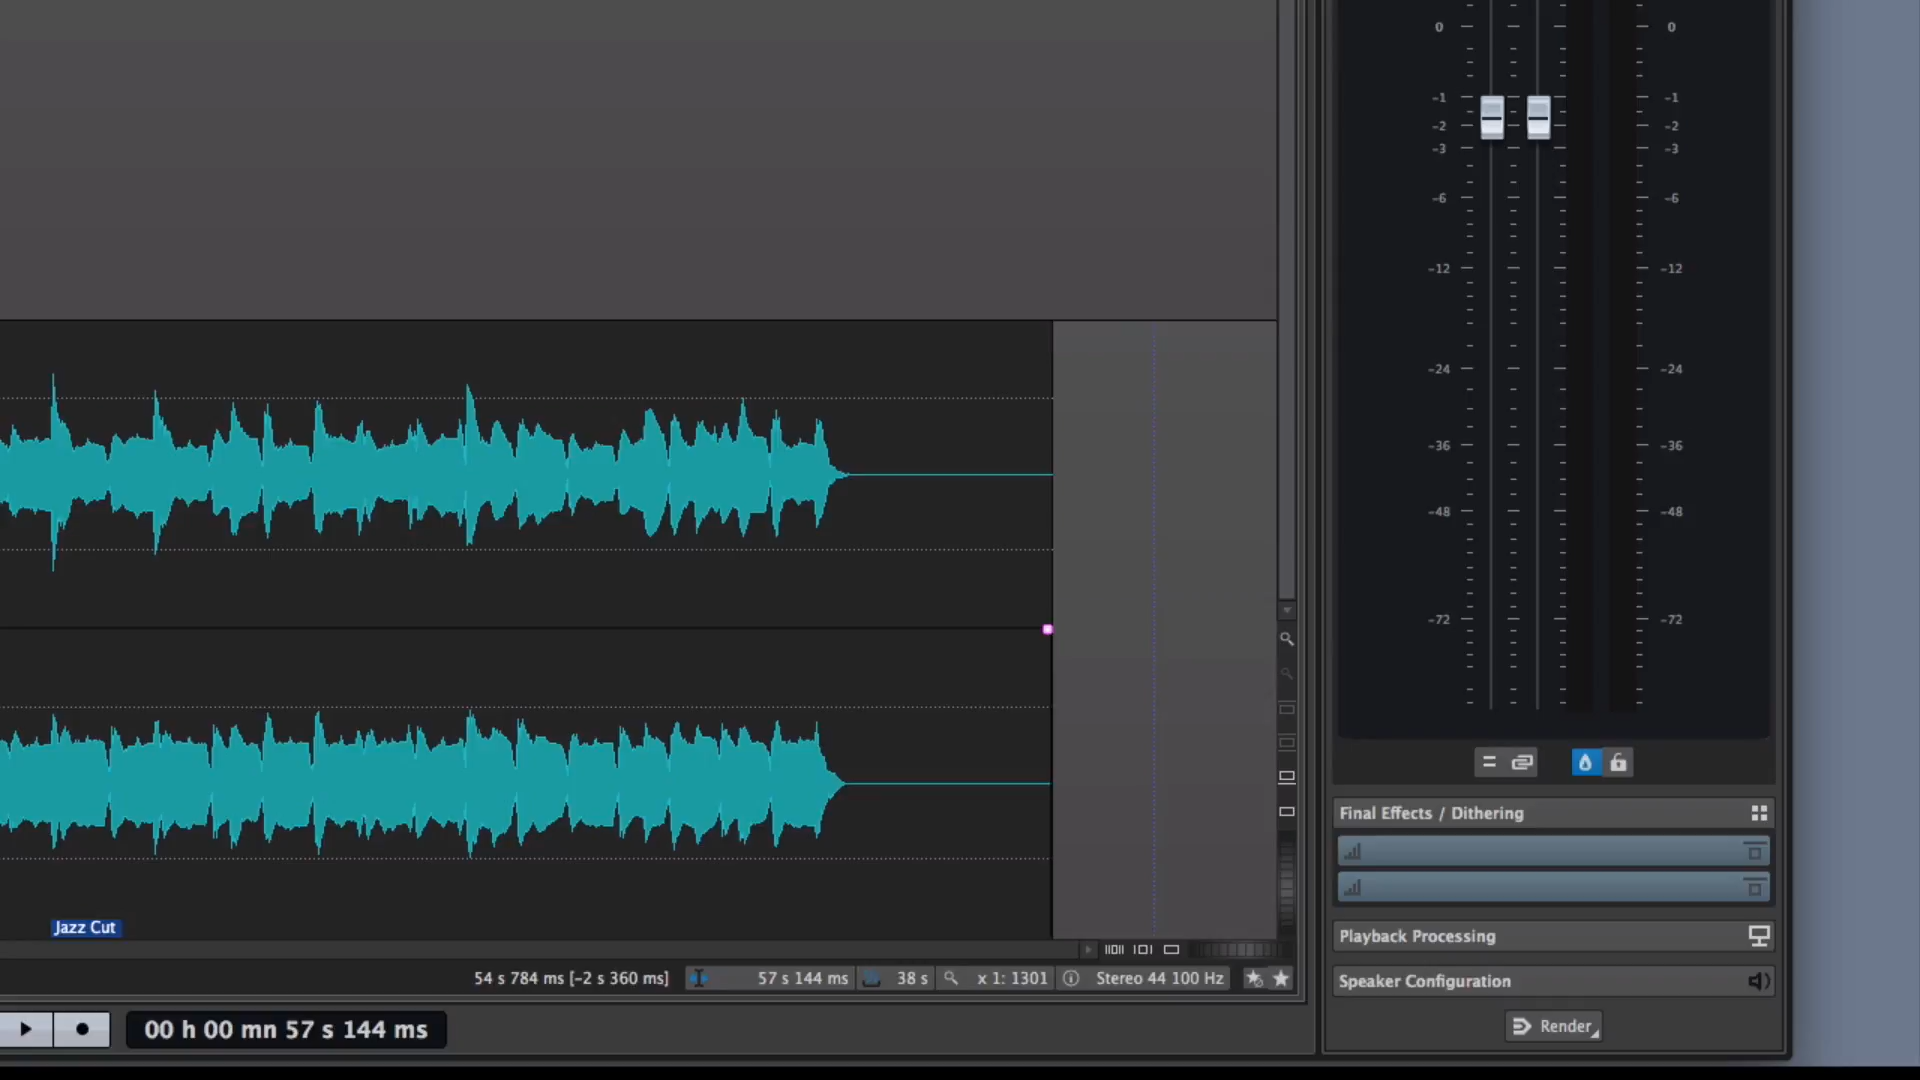 0 0
-1 -1
-2 -2
-3 -3
-6 -6
-12 -12
-24 -24
-36 -36
-48 -48
-72 -72
Final Effects / Dithering
Playback Processing
Speaker Configuration
Render
Jazz Cut
54 s 784 ms [-2 s 360 ms] 57 s 144 ms 38 s x 1: 1301 Stereo 44 100 Hz
00 h 00 mn 57 s 144 ms